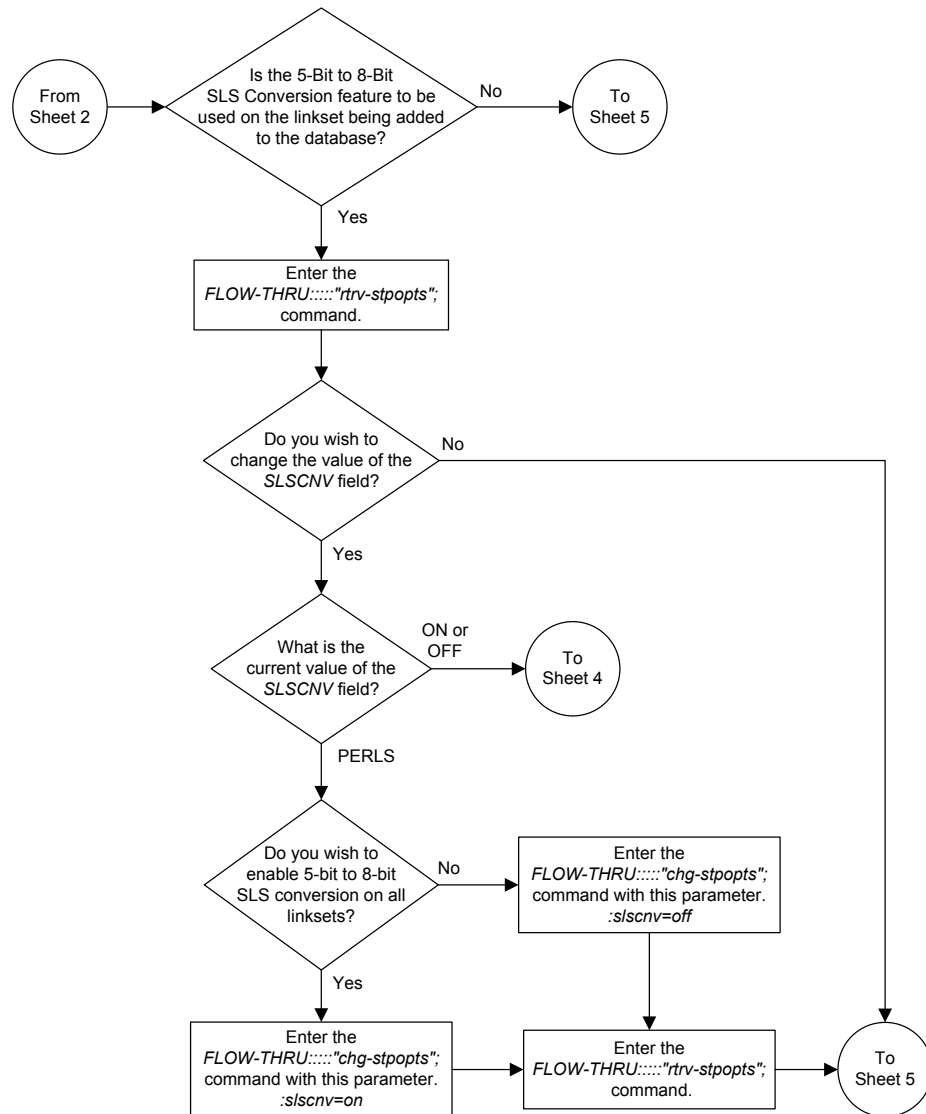 From
Sheet 2
Is the 5-Bit to 8-Bit
SLS Conversion feature to be
used on the linkset being added
to the database?
No
To
Sheet 5
Yes
Enter the
FLOW-THRU:::::"rtrv-stpopts";
command.
Do you wish to
change the value of the
SLSCNV field?
No
Yes
What is the
current value of the
SLSCNV field?
ON or
OFF
To
Sheet 4
PERLS
Do you wish to
enable 5-bit to 8-bit
SLS conversion on all
linksets?
No
Enter the
FLOW-THRU:::::"chg-stpopts";
command with this parameter.
:slscnv=off
Yes
Enter the
FLOW-THRU:::::"chg-stpopts";
command with this parameter.
:slscnv=on
Enter the
FLOW-THRU:::::"rtrv-stpopts";
command.
To
Sheet 5